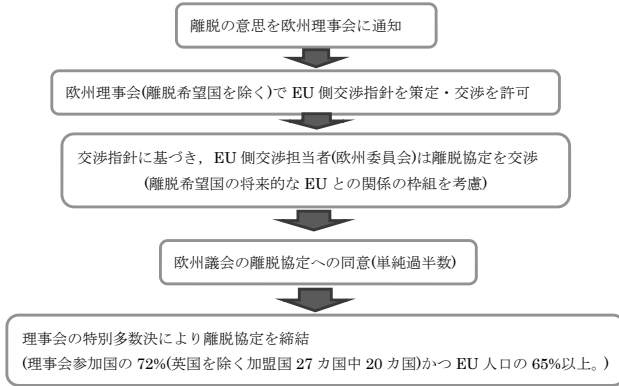 離脱の意思を欧州理事会に通知
欧州理事会(離脱希望国を除く)で EU 側交渉指針を策定・交渉を許可
交渉指針に基づき，EU 側交渉担当者(欧州委員会)は離脱協定を交渉
(離脱希望国の将来的な EU との関係の枠組を考慮)
欧州議会の離脱協定への同意(単純過半数)
理事会の特別多数決により離脱協定を締結
(理事会参加国の 72%(英国を除く加盟国 27 カ国中 20 カ国)かつ EU 人口の 65%以上。)